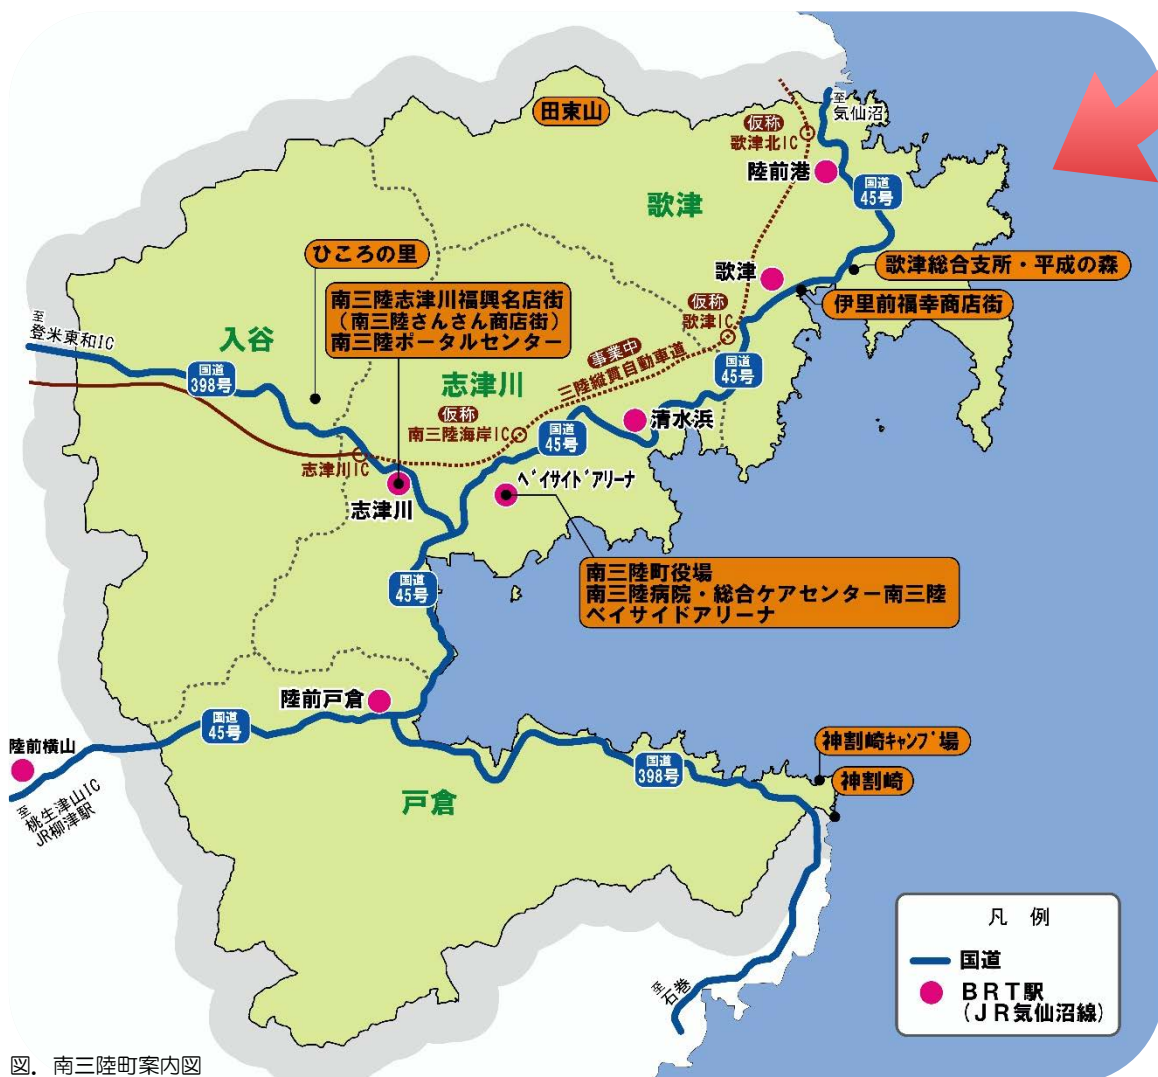 田束山
至
気仙沼
仮称
歌津北IC
陸前港
国道
45号
歌津
ひころの里
歌津
歌津総合支所・平成の森
伊里前福幸商店街
南三陸志津川福興名店街
（南三陸さんさん商店街）
南三陸ポータルセンター
仮称
歌津IC
至
登米東和IC
入谷
国道
398号
事業中
三陸縦貫自動車道
国道
45号
志津川
仮称
南三陸海岸IC
国道
45号
清水浜
志津川IC
志津川
ベイサイドアリーナ
南三陸町役場
南三陸病院・総合ケアセンター南三陸
ベイサイドアリーナ
国道
45号
陸前戸倉
国道
45号
陸前横山
至
桃生津山IC
JR柳津駅
戸倉
国道
398号
神割崎キャンプ場
神割崎
至
石巻
凡 例
国道
BRT駅
（JR気仙沼線）
図．南三陸町案内図